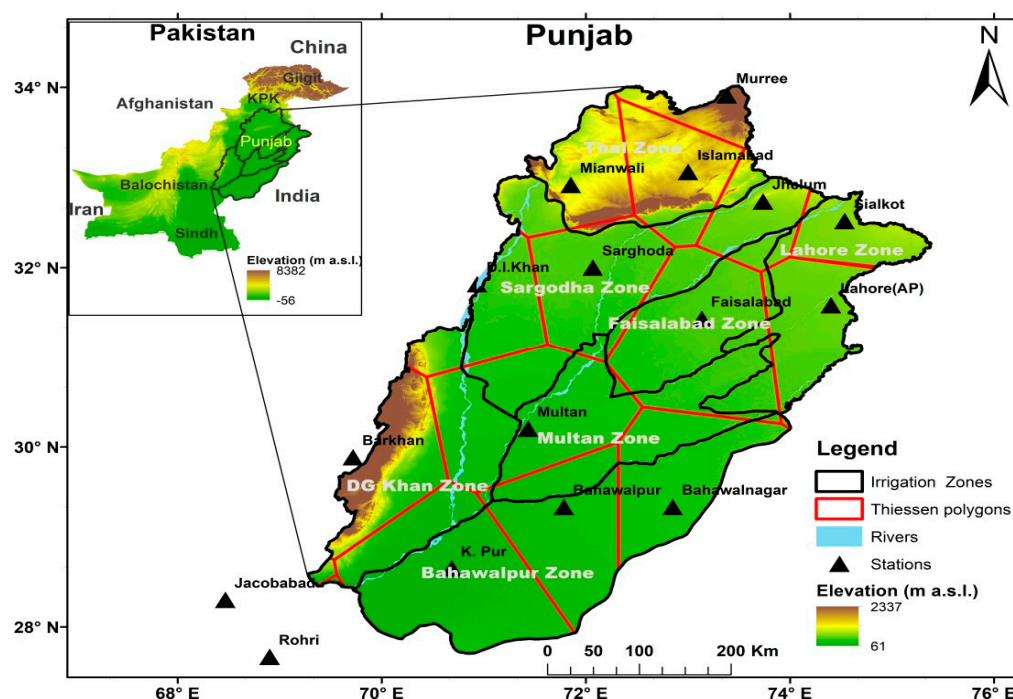 Pakistan
China
Gilgit
KPK
Afghanistan
Punjab
Balochistan
India
Iran
Sindh
Elevation (m a.s.l.)
8382
-56
Punjab
N
34° N
32° N
30° N
28° N
Murree
Thal Zone
Islamabad
Mianwali
Jhelum
Sialkot
Lahore Zone
Sarghoda
D.I.Khan
Sargodha Zone
Lahore(AP)
Faisalabad
Faisalabad Zone
Multan
Multan Zone
Barkhan
DG Khan Zone
Bahawalpur
Bahawalnagar
K. Pur
Bahawalpur Zone
Jacobabad
Rohri
Legend
Irrigation Zones
Thiessen polygons
Rivers
Stations
Elevation (m a.s.l.)
2337
61
0 50 100 200 Km
68° E
70° E
72° E
74° E
76° E